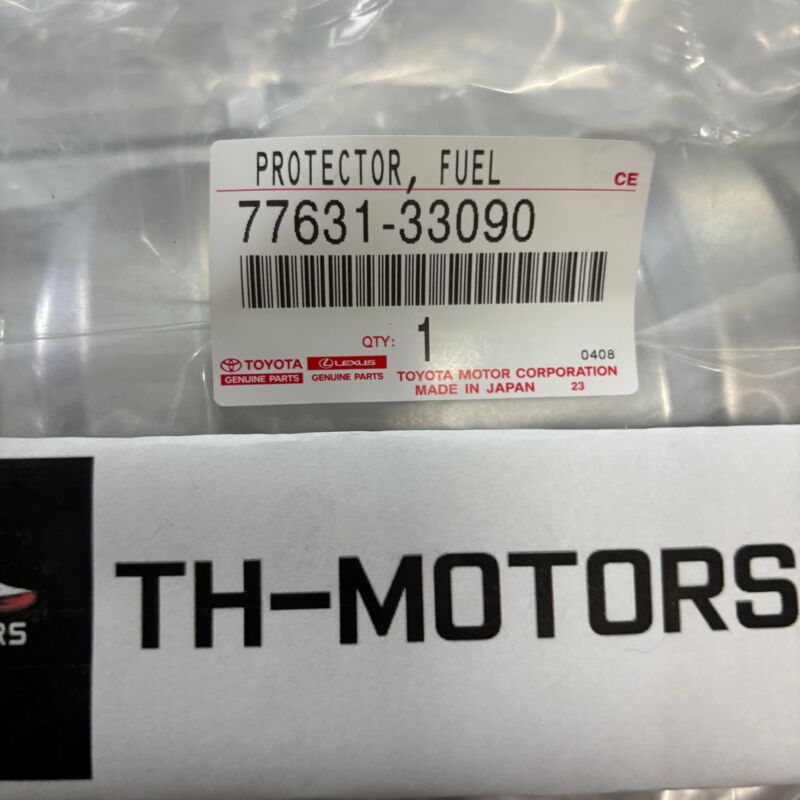 PROTECTOR, FUEL
CE
77631-33090
QTY: 1
0408
TOYOTA
GENUINE PARTS
LEXUS
GENUINE PARTS
TOYOTA MOTOR CORPORATION
MADE IN JAPAN 23
TH-MOTORS
RS